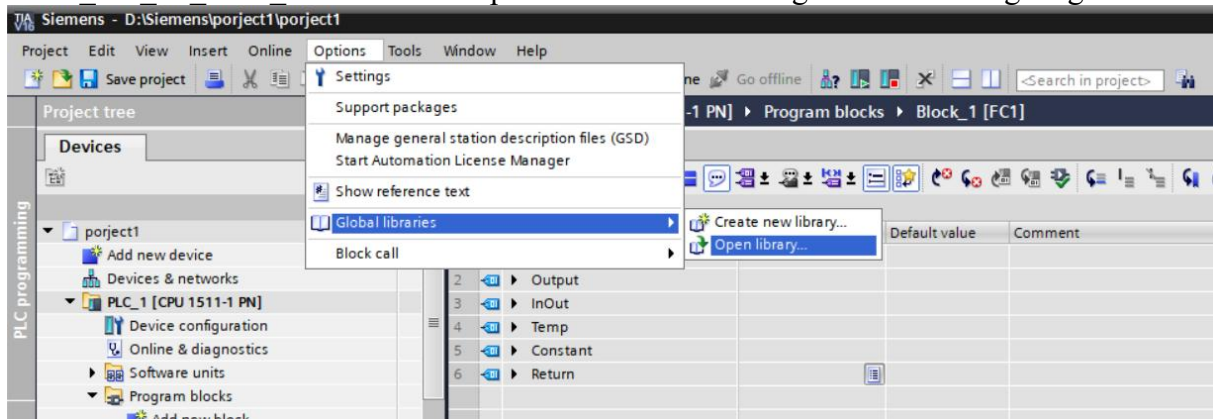 Siemens - D:\Siemens\porject1\porject1
Project Edit View Insert Online Options Tools Window Help
Save project
Go offline
<Search in project>
Settings
Support packages
Manage general station description files (GSD)
Start Automation License Manager
Show reference text
Global libraries
Block call
Create new library...
Open library...
Project tree
-1 PN] Program blocks Block_1 [FC1]
Devices
PLC programming
porject1
Add new device
Devices & networks
PLC_1 [CPU 1511-1 PN]
Device configuration
Online & diagnostics
Software units
Program blocks
Add new block
Default value Comment
2 Output
3 InOut
4 Temp
5 Constant
6 Return